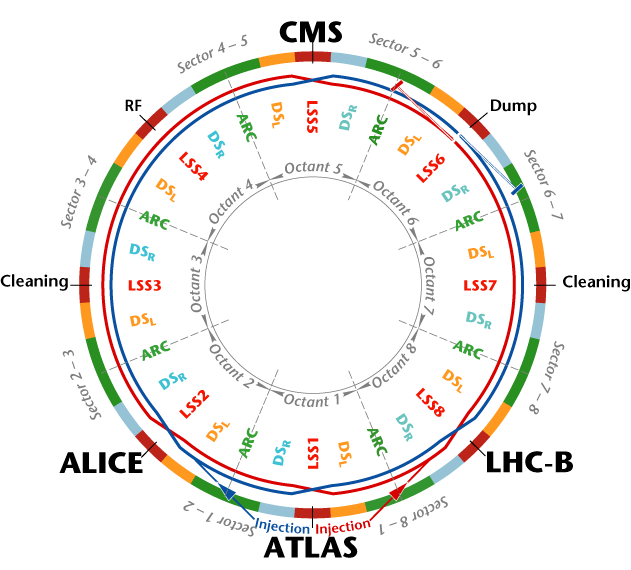 CMS
Sector 4 – 5
Sector 5 – 6
RF
Dump
ARC
DSL
LSS5
DSR
ARC
DSR
DSL
LSS4
LSS6
Sector 3 – 4
Sector 6 – 7
DSL
DSR
Octant 5
Octant 4
Octant 6
ARC
ARC
DSR
DSL
Octant 3
Octant 7
Cleaning
LSS3
LSS7
Cleaning
DSL
DSR
ARC
ARC
Octant 2
Octant 8
Octant 1
Sector 2 – 3
Sector 7 – 8
DSR
DSL
LSS2
LSS8
DSL
DSR
ARC
DSR
LSS1
DSL
ARC
ALICE
LHC-B
Sector 1 – 2
Sector 8 – 1
Injection
Injection
ATLAS